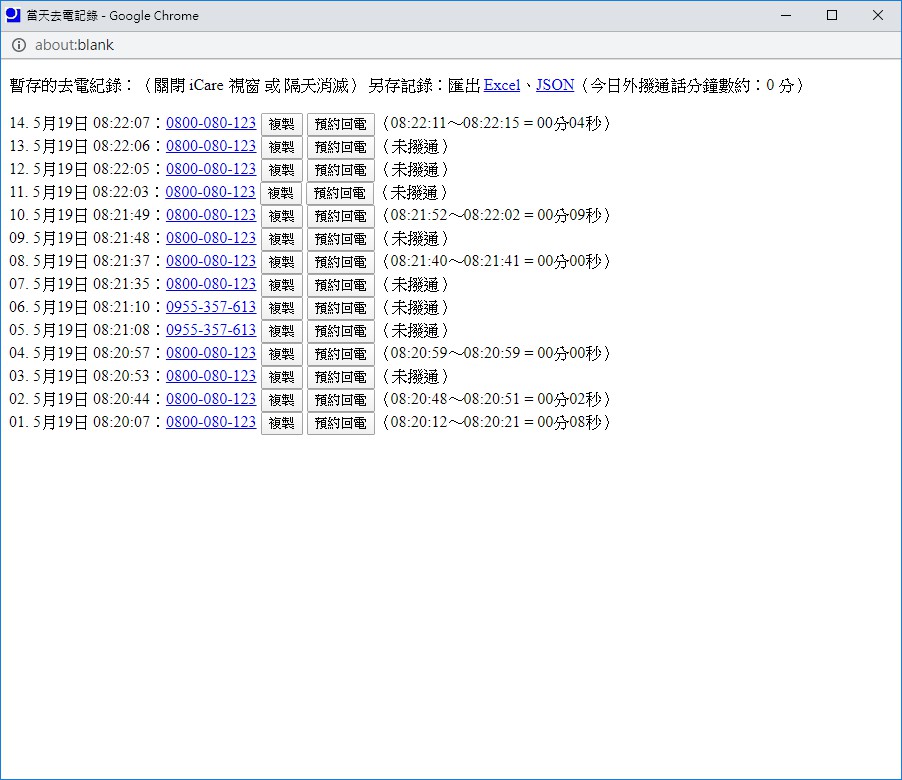 當天去電記錄 - Google Chrome
about:blank
暫存的去電紀錄：（關閉 iCare 視窗 或 隔天消滅） 另存記錄：匯出 Excel、JSON（今日外撥通話分鐘數約：0 分）
14. 5月19日 08:22:07：0800-080-123 複製 預約回電 （08:22:11～08:22:15 = 00分04秒）
13. 5月19日 08:22:06：0800-080-123 複製 預約回電 （未撥通）
12. 5月19日 08:22:05：0800-080-123 複製 預約回電 （未撥通）
11. 5月19日 08:22:03：0800-080-123 複製 預約回電 （未撥通）
10. 5月19日 08:21:49：0800-080-123 複製 預約回電 （08:21:52～08:22:02 = 00分09秒）
09. 5月19日 08:21:48：0800-080-123 複製 預約回電 （未撥通）
08. 5月19日 08:21:37：0800-080-123 複製 預約回電 （08:21:40～08:21:41 = 00分00秒）
07. 5月19日 08:21:35：0800-080-123 複製 預約回電 （未撥通）
06. 5月19日 08:21:10：0955-357-613 複製 預約回電 （未撥通）
05. 5月19日 08:21:08：0955-357-613 複製 預約回電 （未撥通）
04. 5月19日 08:20:57：0800-080-123 複製 預約回電 （08:20:59～08:20:59 = 00分00秒）
03. 5月19日 08:20:53：0800-080-123 複製 預約回電 （未撥通）
02. 5月19日 08:20:44：0800-080-123 複製 預約回電 （08:20:48～08:20:51 = 00分02秒）
01. 5月19日 08:20:07：0800-080-123 複製 預約回電 （08:20:12～08:20:21 = 00分08秒）